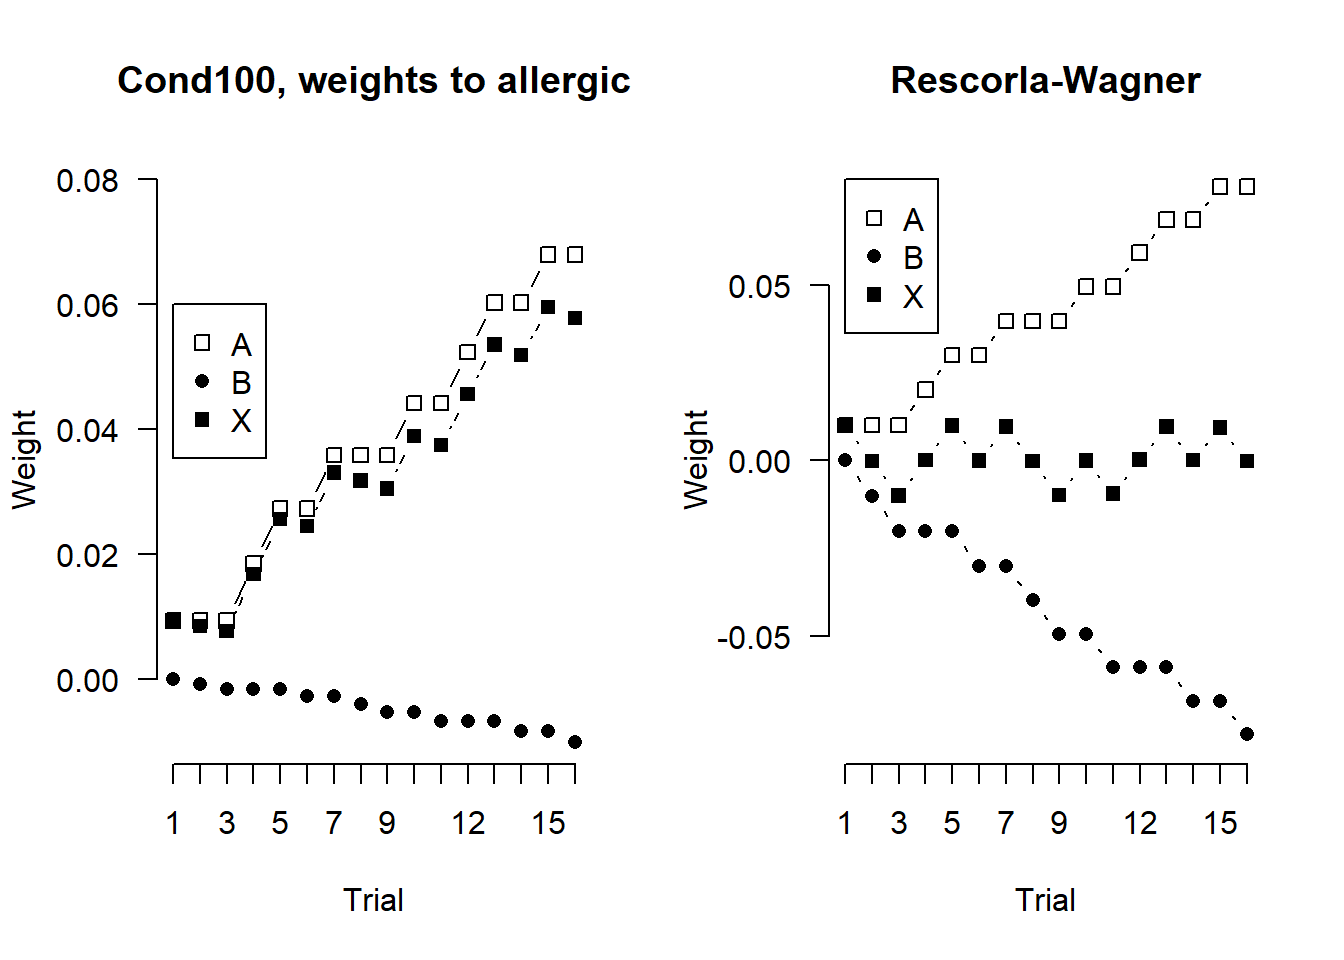 Cond100, weights to allergic
0.08
0.06
0.04
0.02
0.00
Weight
A
B
X
1 3 5 7 9 12 15
Trial
Rescorla-Wagner
0.05
0.00
-0.05
Weight
A
B
X
1 3 5 7 9 12 15
Trial